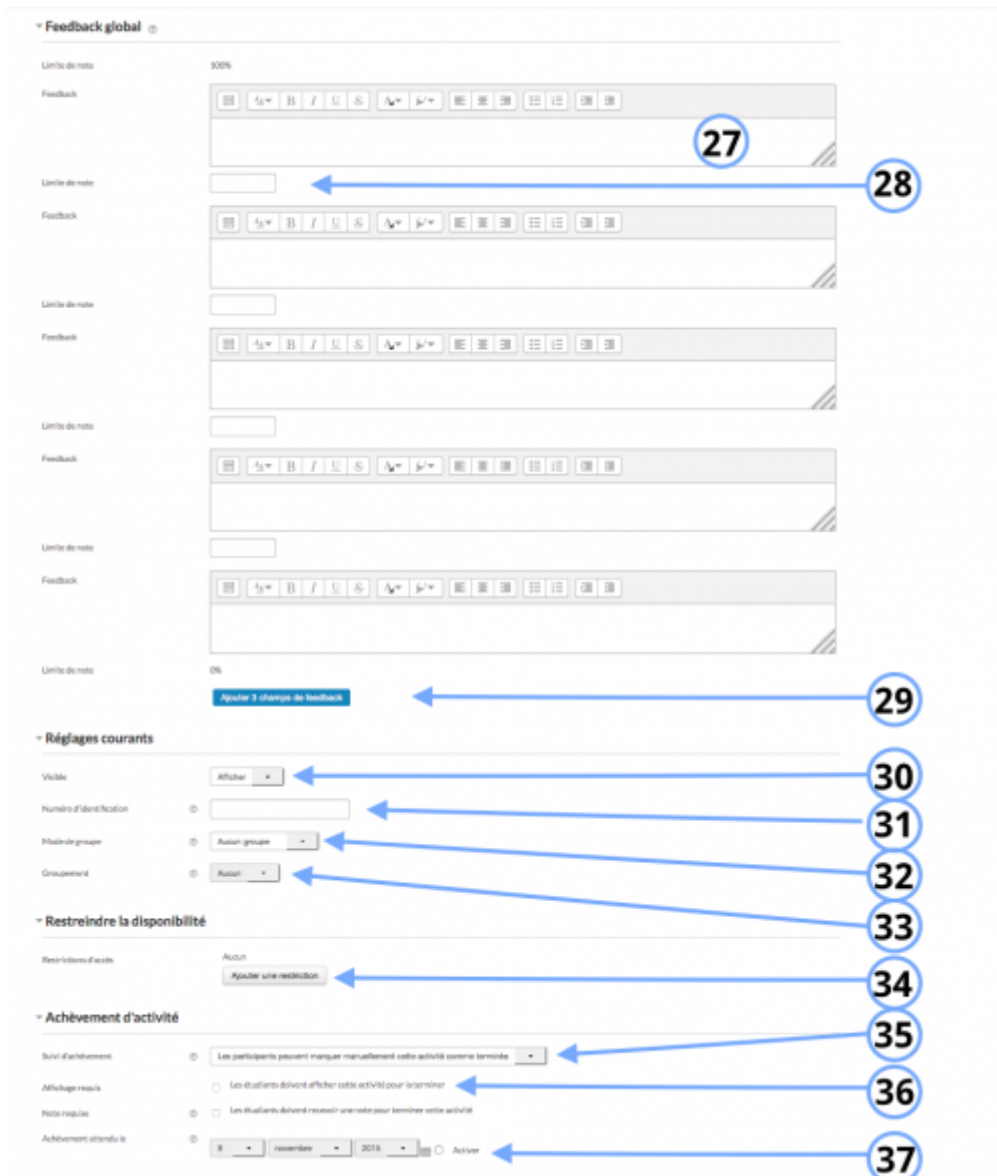 Feedback global
Limite de note 100%
Feedback
27
Limite de note 28
Feedback
Limite de note
Feedback
Limite de note
Feedback
Limite de note
Feedback
Limite de note 0%
Ajouter 3 champs de feedback 29
Réglages courants
Visible Afficher 30
Numéro d'identification 31
Mode de groupe Aucun groupe 32
Groupement Aucun 33
Restreindre la disponibilité
Restrictions d'accès Aucun
Ajouter une restriction 34
Achèvement d'activité
35
Suivi d'achèvement Les participants peuvent marquer manuellement cette activité comme terminée
Affichage requis Les étudiants doivent afficher cette activité pour la terminer 36
Note requise Les étudiants doivent recevoir une note pour terminer cette activité
Achèvement attendu le novembre Activer 37